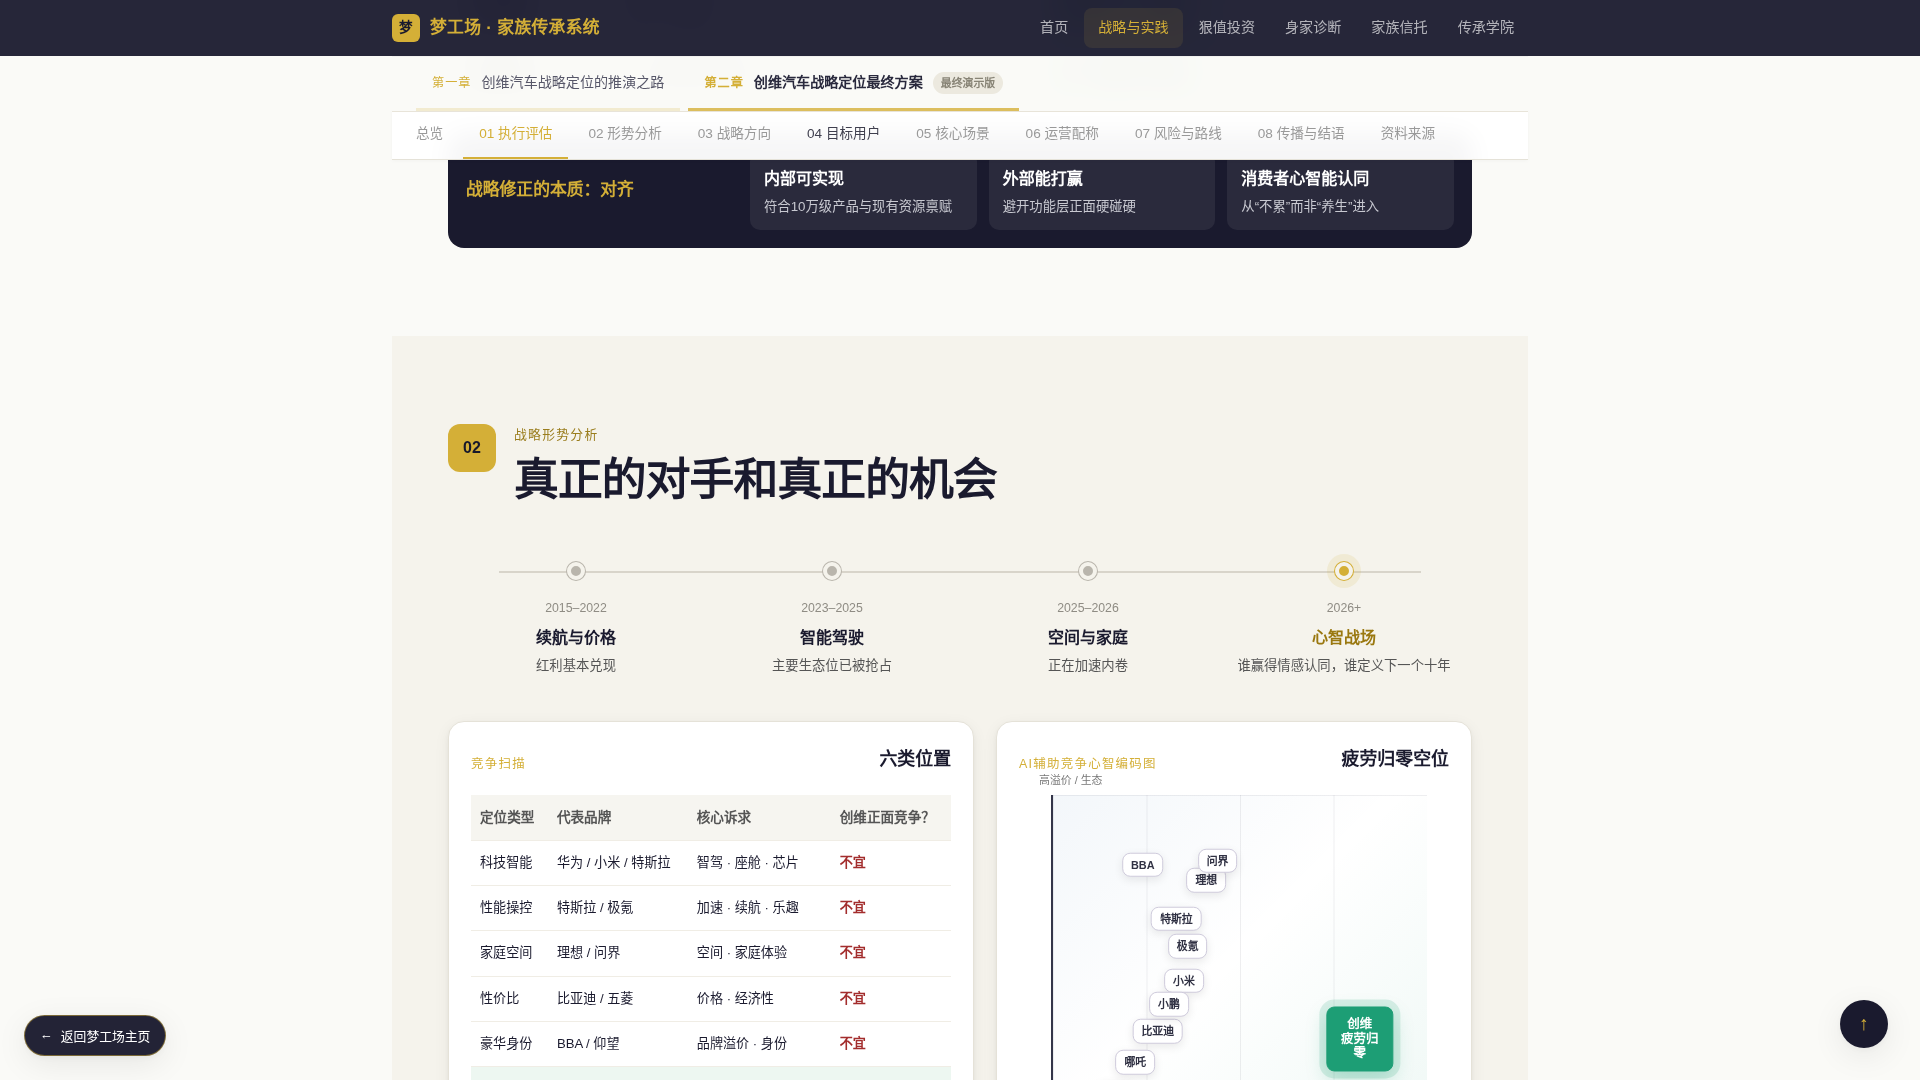 梦 梦工场 · 家族传承系统 首页 战略与实践 狠值投资 身家诊断 家族信托 传承学院
第一章 创维汽车战略定位的推演之路 第二章 创维汽车战略定位最终方案 最终演示版
总览 01 执行评估 02 形势分析 03 战略方向 04 目标用户 05 核心场景 06 运营配称 07 风险与路线 08 传播与结语 资料来源
战略修正的本质：对齐
内部可实现
符合10万级产品与现有资源禀赋
外部能打赢
避开功能层正面硬碰硬
消费者心智能认同
从“不累”而非“养生”进入
02
战略形势分析
真正的对手和真正的机会
2015–2022
续航与价格
红利基本兑现
2023–2025
智能驾驶
主要生态位已被抢占
2025–2026
空间与家庭
正在加速内卷
2026+
心智战场
谁赢得情感认同，谁定义下一个十年
竞争扫描 六类位置
定位类型 代表品牌 核心诉求 创维正面竞争？
科技智能 华为 / 小米 / 特斯拉 智驾 · 座舱 · 芯片 不宜
性能操控 特斯拉 / 极氪 加速 · 续航 · 乐趣 不宜
家庭空间 理想 / 问界 空间 · 家庭体验 不宜
性价比 比亚迪 / 五菱 价格 · 经济性 不宜
豪华身份 BBA / 仰望 品牌溢价 · 身份 不宜
AI辅助竞争心智编码图 疲劳归零空位
高溢价 / 生态
BBA
问界
理想
特斯拉
极氪
小米
小鹏
比亚迪
哪吒
创维
疲劳归
零
← 返回梦工场主页
↑